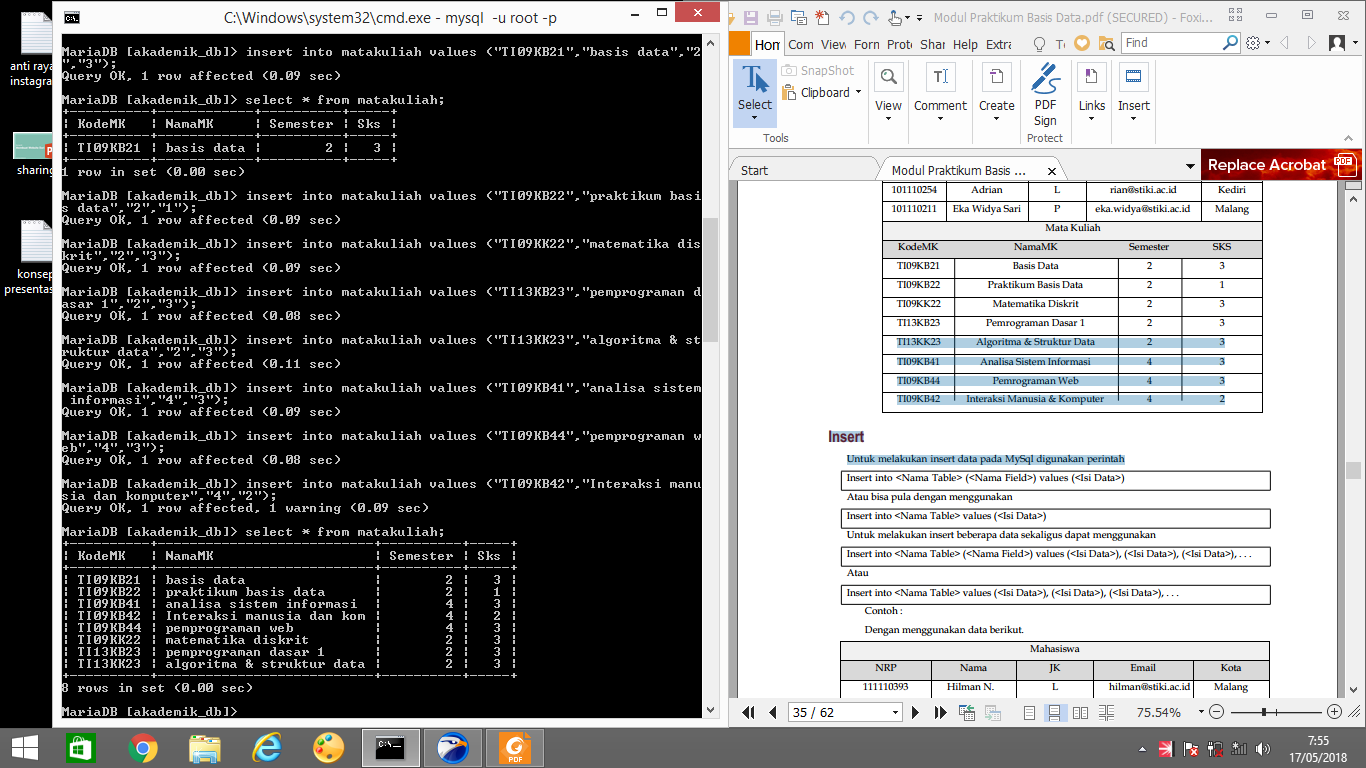 anti raya
instagra
sharing
konsep
presentas
C:\Windows\system32\cmd.exe - mysql -u root -p
MariaDB [akademik_db]> insert into matakuliah values ("TI09KB21","basis data","2
","3");
Query OK, 1 row affected (0.09 sec)
MariaDB [akademik_db]> select * from matakuliah;
+----------+------------+----------+-----+
| KodeMK | NamaMK | Semester | Sks |
+----------+------------+----------+-----+
| TI09KB21 | basis data | 2 | 3 |
+----------+------------+----------+-----+
1 row in set (0.00 sec)
MariaDB [akademik_db]> insert into matakuliah values ("TI09KB22","praktikum basi
s data","2","1");
Query OK, 1 row affected (0.09 sec)
MariaDB [akademik_db]> insert into matakuliah values ("TI09KK22","matematika dis
krit","2","3");
Query OK, 1 row affected (0.09 sec)
MariaDB [akademik_db]> insert into matakuliah values ("TI13KB23","pemprograman d
asar 1","2","3");
Query OK, 1 row affected (0.08 sec)
MariaDB [akademik_db]> insert into matakuliah values ("TI13KK23","algoritma & st
ruktur data","2","3");
Query OK, 1 row affected (0.11 sec)
MariaDB [akademik_db]> insert into matakuliah values ("TI09KB41","analisa sistem
 informasi","4","3");
Query OK, 1 row affected (0.09 sec)
MariaDB [akademik_db]> insert into matakuliah values ("TI09KB44","pemprograman w
eb","4","3");
Query OK, 1 row affected (0.08 sec)
MariaDB [akademik_db]> insert into matakuliah values ("TI09KB42","Interaksi manu
sia dan komputer","4","2");
Query OK, 1 row affected, 1 warning (0.09 sec)
MariaDB [akademik_db]> select * from matakuliah;
+----------+---------------------------+----------+-----+
| KodeMK | NamaMK | Semester | Sks |
+----------+---------------------------+----------+-----+
| TI09KB21 | basis data | 2 | 3 |
| TI09KB22 | praktikum basis data | 2 | 1 |
| TI09KB41 | analisa sistem informasi | 4 | 3 |
| TI09KB42 | Interaksi manusia dan kom | 4 | 2 |
| TI09KB44 | pemprograman web | 4 | 3 |
| TI09KK22 | matematika diskrit | 2 | 3 |
| TI13KB23 | pemprograman dasar 1 | 2 | 3 |
| TI13KK23 | algoritma & struktur data | 2 | 3 |
+----------+---------------------------+----------+-----+
8 rows in set (0.00 sec)
MariaDB [akademik_db]>
Modul Praktikum Basis Data.pdf (SECURED) - Foxi...
Hom Com View Forn Prote Shar Help Extra Te Find
Select SnapShot Clipboard View Comment Create PDF Sign Links Insert
Tools Protect
Start Modul Praktikum Basis ... Replace Acrobat PDF
101110254 Adrian L rian@stiki.ac.id Kediri
101110211 Eka Widya Sari P eka.widya@stiki.ac.id Malang
Mata Kuliah
KodeMK NamaMK Semester SKS
TI09KB21 Basis Data 2 3
TI09KB22 Praktikum Basis Data 2 1
TI09KK22 Matematika Diskrit 2 3
TI13KB23 Pemrograman Dasar 1 2 3
TI13KK23 Algoritma & Struktur Data 2 3
TI09KB41 Analisa Sistem Informasi 4 3
TI09KB44 Pemrograman Web 4 3
TI09KB42 Interaksi Manusia & Komputer 4 2
Insert
Untuk melakukan insert data pada MySql digunakan perintah
Insert into <Nama Table> (<Nama Field>) values (<Isi Data>)
Atau bisa pula dengan menggunakan
Insert into <Nama Table> values (<Isi Data>)
Untuk melakukan insert beberapa data sekaligus dapat menggunakan
Insert into <Nama Table> (<Nama Field>) values (<Isi Data>), (<Isi Data>), (<Isi Data>), . . .
Atau
Insert into <Nama Table> values (<Isi Data>), (<Isi Data>), (<Isi Data>), . . .
Contoh :
Dengan menggunakan data berikut.
Mahasiswa
NRP Nama JK Email Kota
111110393 Hilman N. L hilman@stiki.ac.id Malang
35 / 62 75.54%
PDF
7:55
17/05/2018